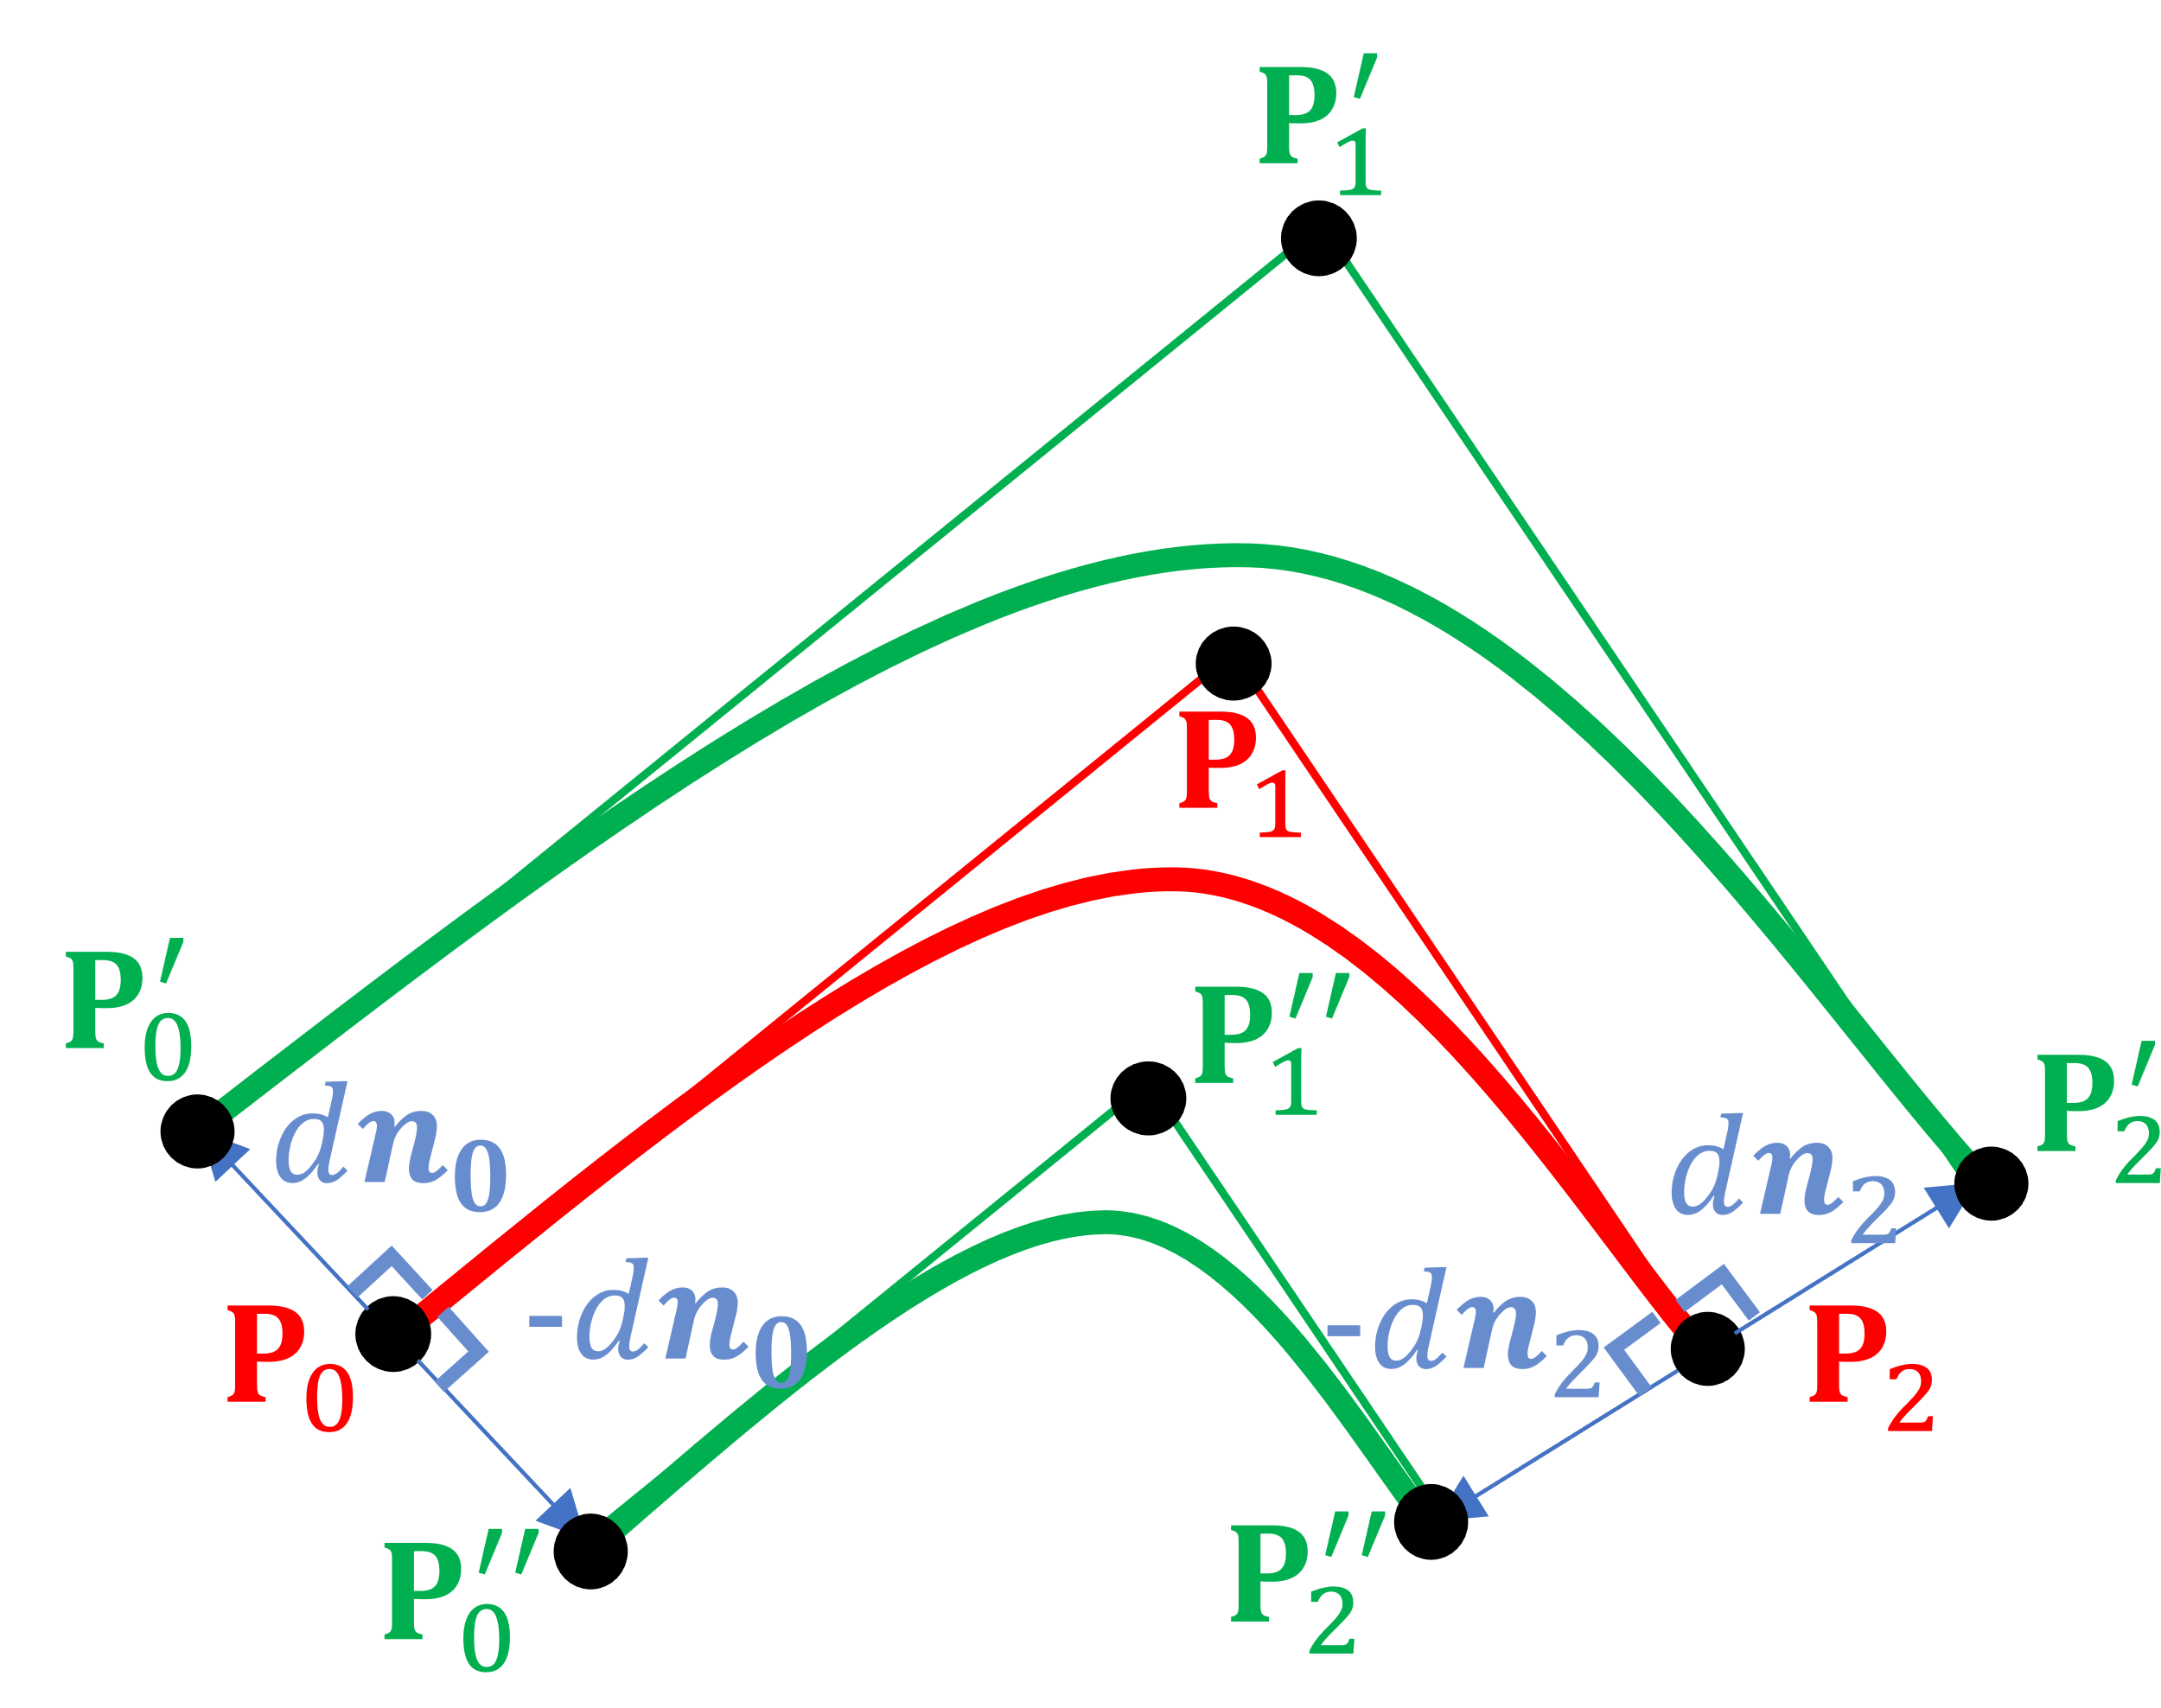 P′₁
P₁
P′₀
P″₁
P′₂
dn₀
dn₂
-dn₀
-dn₂
P₀
P₂
P″₀
P″₂